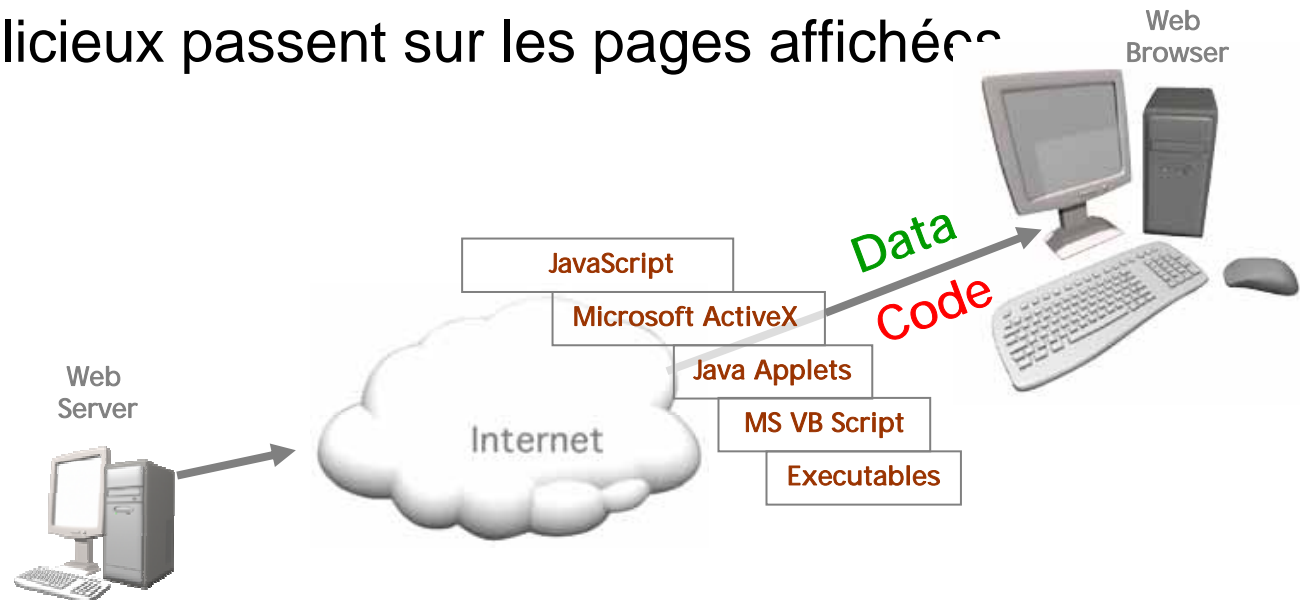 licieux passent sur les pages affichées
Web
Browser
Data
Code
JavaScript
Microsoft ActiveX
Java Applets
MS VB Script
Executables
Web
Server
Internet